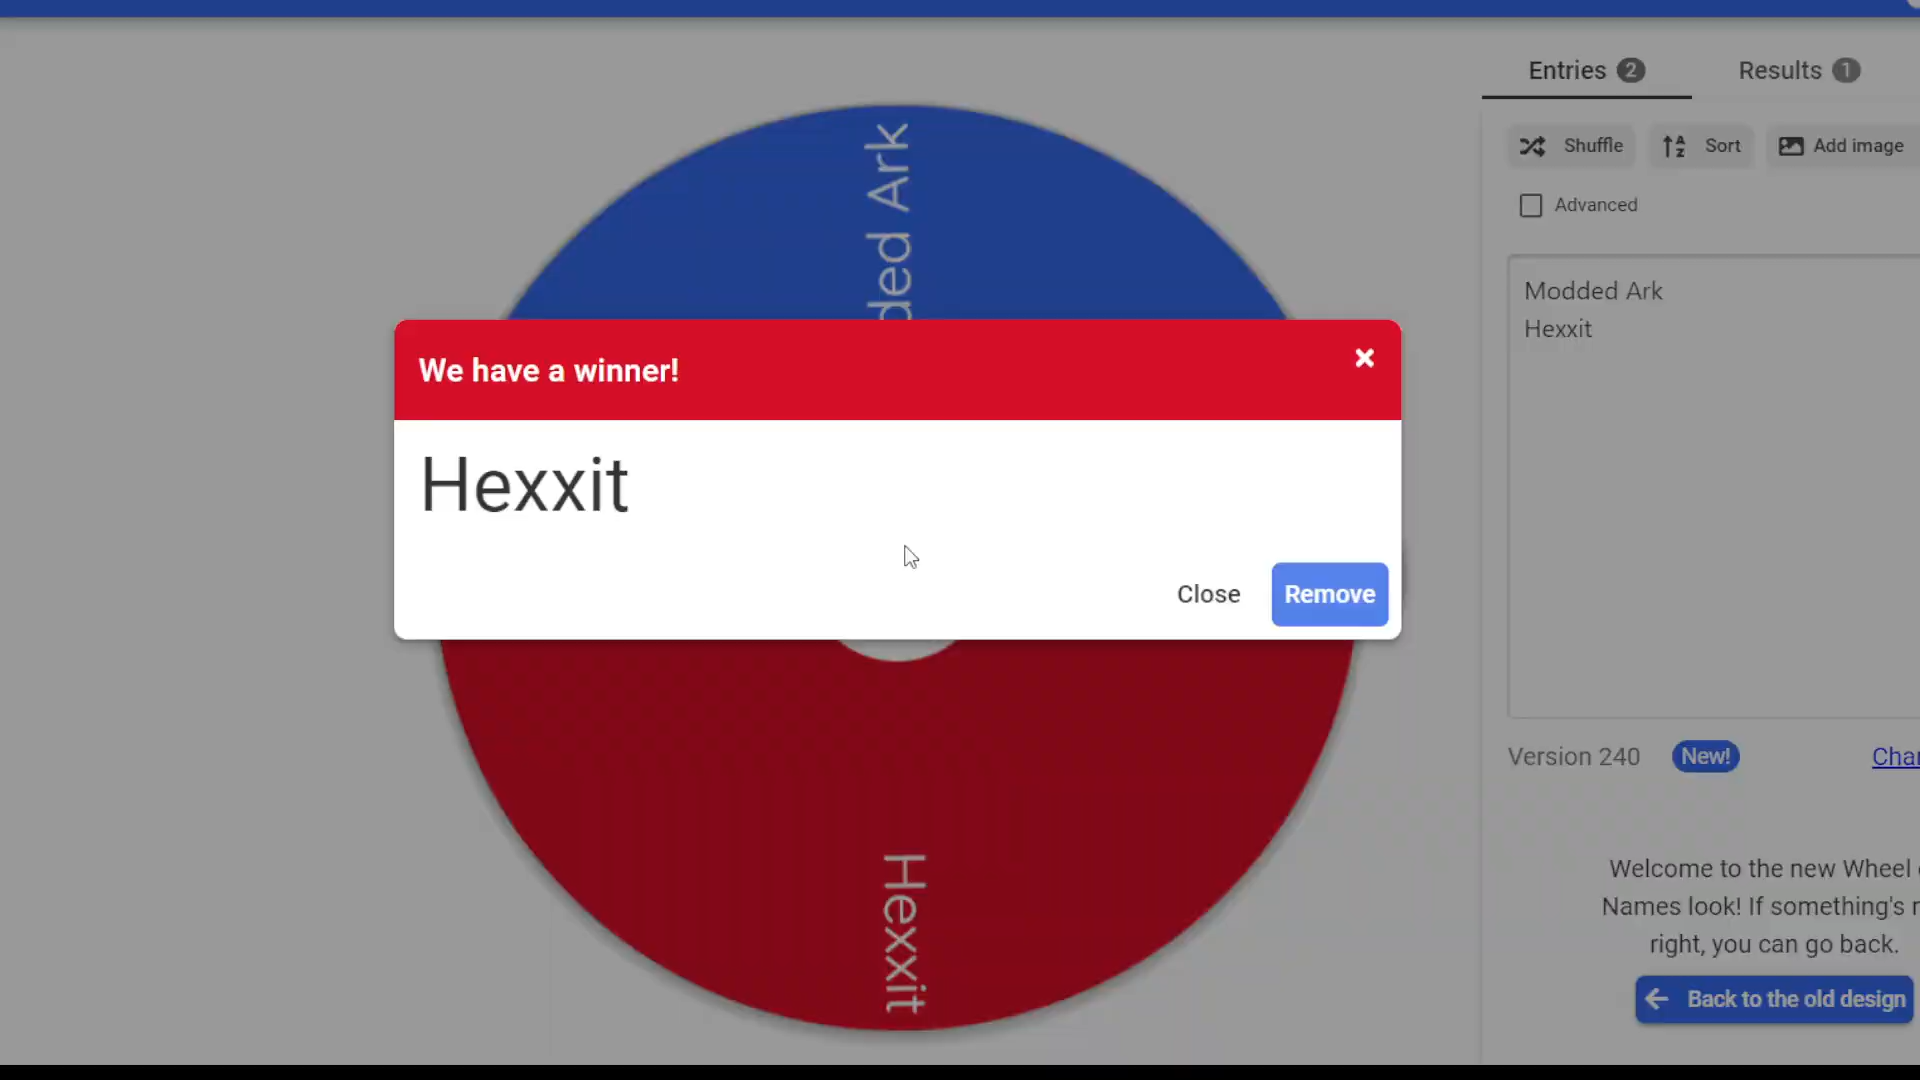 Entries 2
Results 1
Shuffle
Sort
Add image
Advanced
Modded Ark
Hexxit
ded Ark
We have a winner!
Hexxit
Close
Remove
Hexxit
Version 240
New!
Welcome to the new Wheel
Names look! If something's
right, you can go back.
Back to the old design